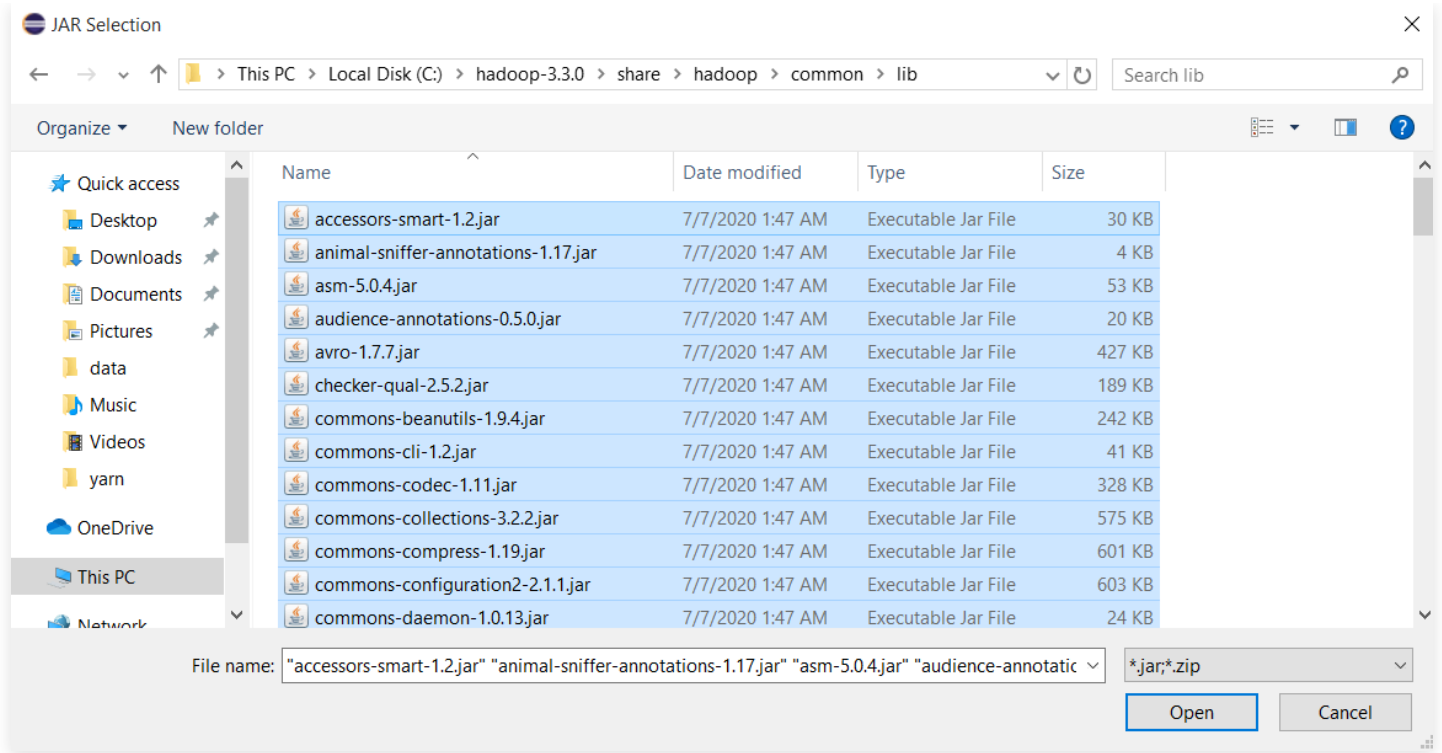 JAR Selection
This PC > Local Disk (C:) > hadoop-3.3.0 > share > hadoop > common > lib
Search lib
Organize
New folder
?
Name Date modified Type Size
Quick access
Desktop
Downloads
Documents
Pictures
data
Music
Videos
yarn
OneDrive
This PC
Network
accessors-smart-1.2.jar 7/7/2020 1:47 AM Executable Jar File 30 KB
animal-sniffer-annotations-1.17.jar 7/7/2020 1:47 AM Executable Jar File 4 KB
asm-5.0.4.jar 7/7/2020 1:47 AM Executable Jar File 53 KB
audience-annotations-0.5.0.jar 7/7/2020 1:47 AM Executable Jar File 20 KB
avro-1.7.7.jar 7/7/2020 1:47 AM Executable Jar File 427 KB
checker-qual-2.5.2.jar 7/7/2020 1:47 AM Executable Jar File 189 KB
commons-beanutils-1.9.4.jar 7/7/2020 1:47 AM Executable Jar File 242 KB
commons-cli-1.2.jar 7/7/2020 1:47 AM Executable Jar File 41 KB
commons-codec-1.11.jar 7/7/2020 1:47 AM Executable Jar File 328 KB
commons-collections-3.2.2.jar 7/7/2020 1:47 AM Executable Jar File 575 KB
commons-compress-1.19.jar 7/7/2020 1:47 AM Executable Jar File 601 KB
commons-configuration2-2.1.1.jar 7/7/2020 1:47 AM Executable Jar File 603 KB
commons-daemon-1.0.13.jar 7/7/2020 1:47 AM Executable Jar File 24 KB
File name: "accessors-smart-1.2.jar" "animal-sniffer-annotations-1.17.jar" "asm-5.0.4.jar" "audience-annotatic
*.jar;*.zip
Open
Cancel